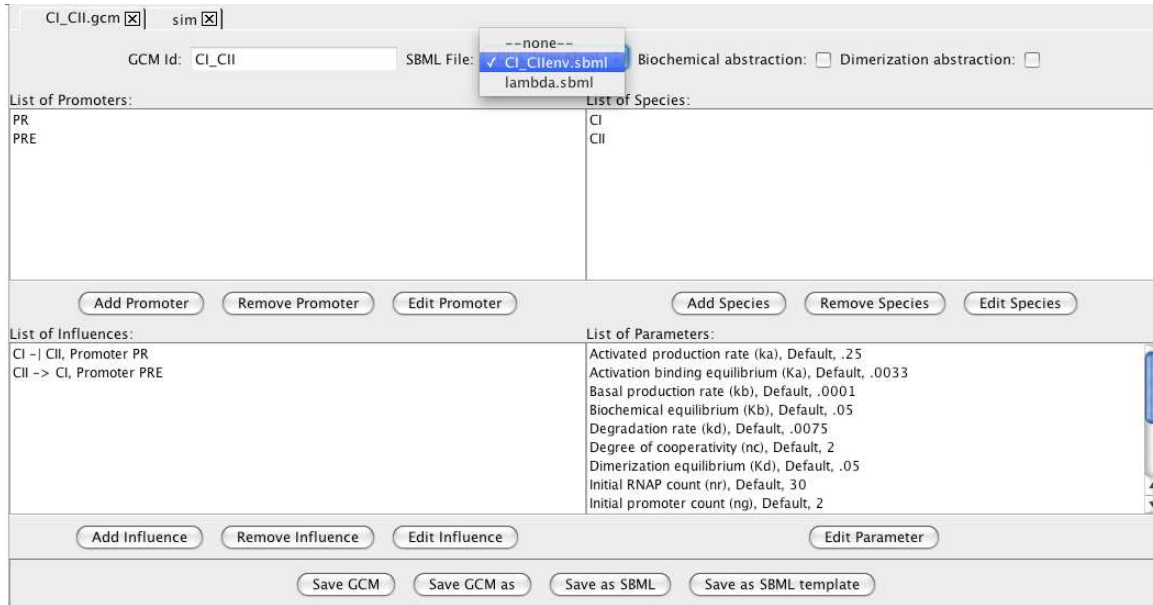 CI_CII.gcm sim
--none--
GCM Id: CI_CII SBML File: ✓ CI_CIIenv.sbml Biochemical abstraction: Dimerization abstraction:
lambda.sbml
List of Promoters: List of Species:
PR CI
PRE CII
Add Promoter Remove Promoter Edit Promoter Add Species Remove Species Edit Species
List of Influences: List of Parameters:
CI -| CII, Promoter PR Activated production rate (ka), Default, .25
CII -> CI, Promoter PRE Activation binding equilibrium (Ka), Default, .0033
Basal production rate (kb), Default, .0001
Biochemical equilibrium (Kb), Default, .05
Degradation rate (kd), Default, .0075
Degree of cooperativity (nc), Default, 2
Dimerization equilibrium (Kd), Default, .05
Initial RNAP count (nr), Default, 30
Initial promoter count (ng), Default, 2
Add Influence Remove Influence Edit Influence Edit Parameter
Save GCM Save GCM as Save as SBML Save as SBML template